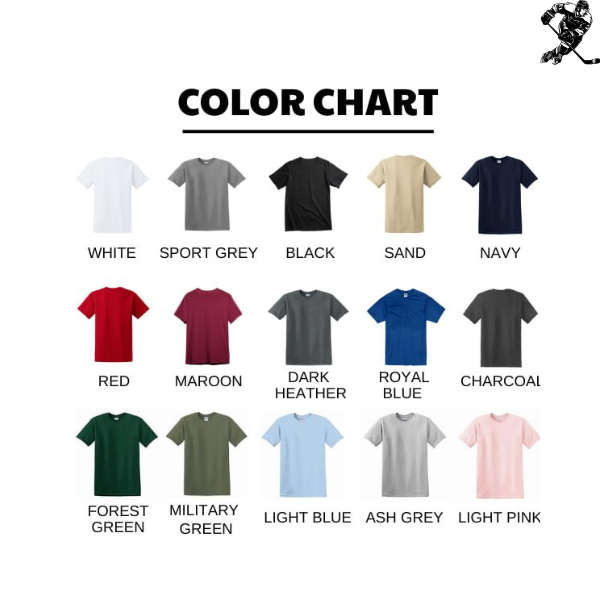 COLOR CHART
WHITE
SPORT GREY
BLACK
SAND
NAVY
RED
MAROON
DARK
HEATHER
ROYAL
BLUE
CHARCOAL
FOREST
GREEN
MILITARY
GREEN
LIGHT BLUE
ASH GREY
LIGHT PINK